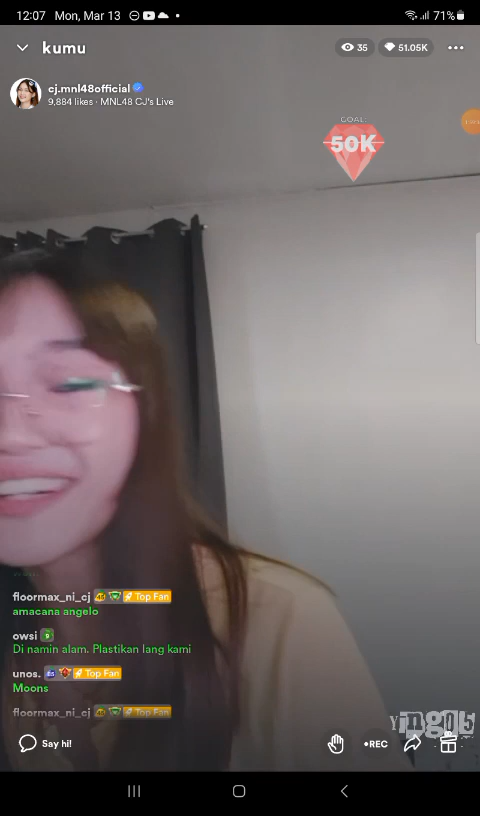 12:07 Mon, Mar 13 71%
kumu 35 51.05K
cj.mnl48official
9,884 likes · MNL48 CJ's Live
GOAL:
50K
floormax_ni_cj Top Fan
amacana angelo
owsi 9
Di namin alam. Plastikan lang kami
unos. Top Fan
Moons
floormax_ni_cj Top Fan
Yingo15
Say hi! •REC